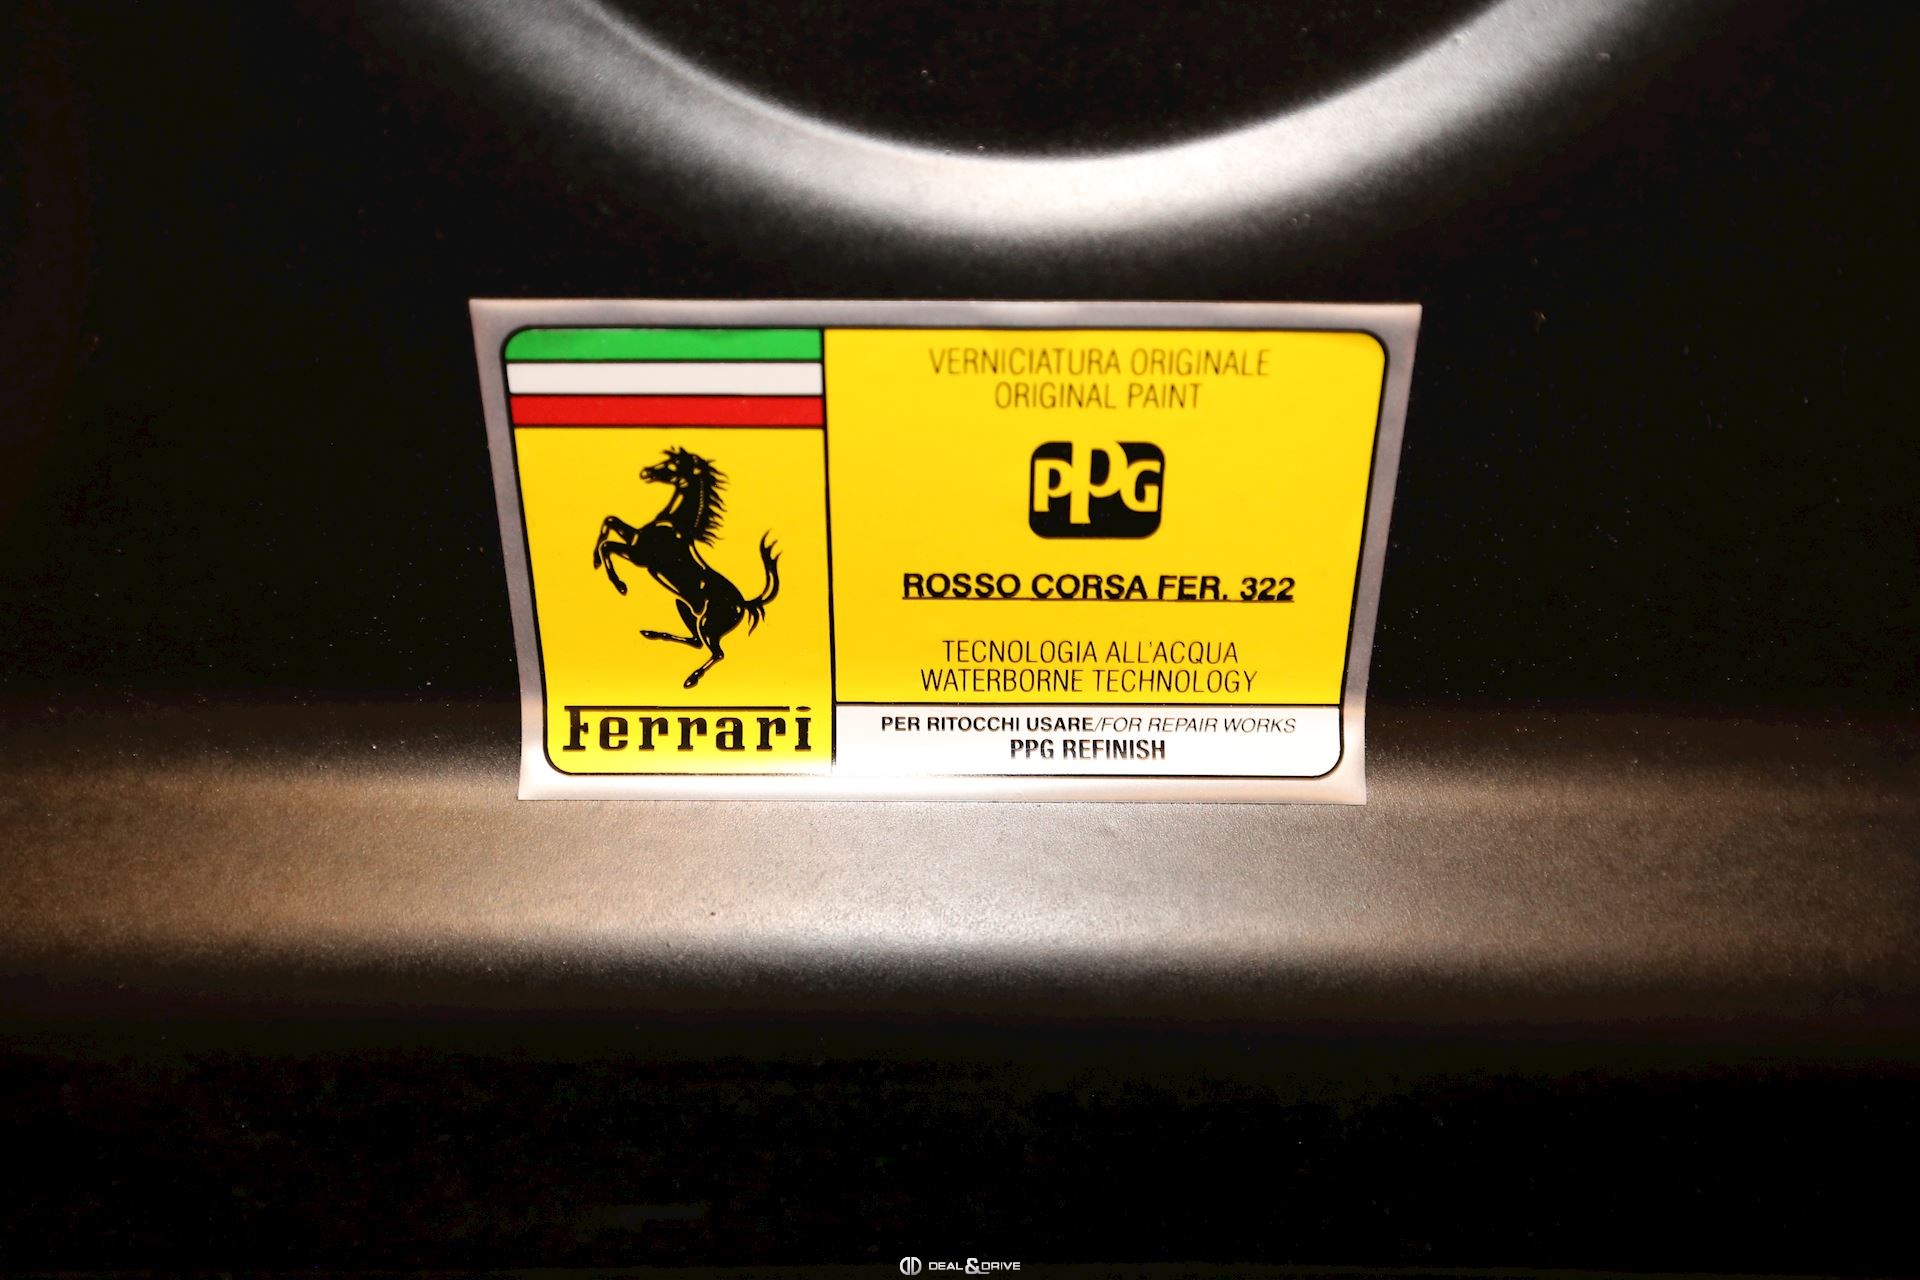 VERNICIATURA ORIGINALE
ORIGINAL PAINT
PPG
ROSSO CORSA FER. 322
TECNOLOGIA ALL'ACQUA
WATERBORNE TECHNOLOGY
Ferrari
PER RITOCCHI USARE/FOR REPAIR WORKS
PPG REFINISH
DEAL&DRIVE